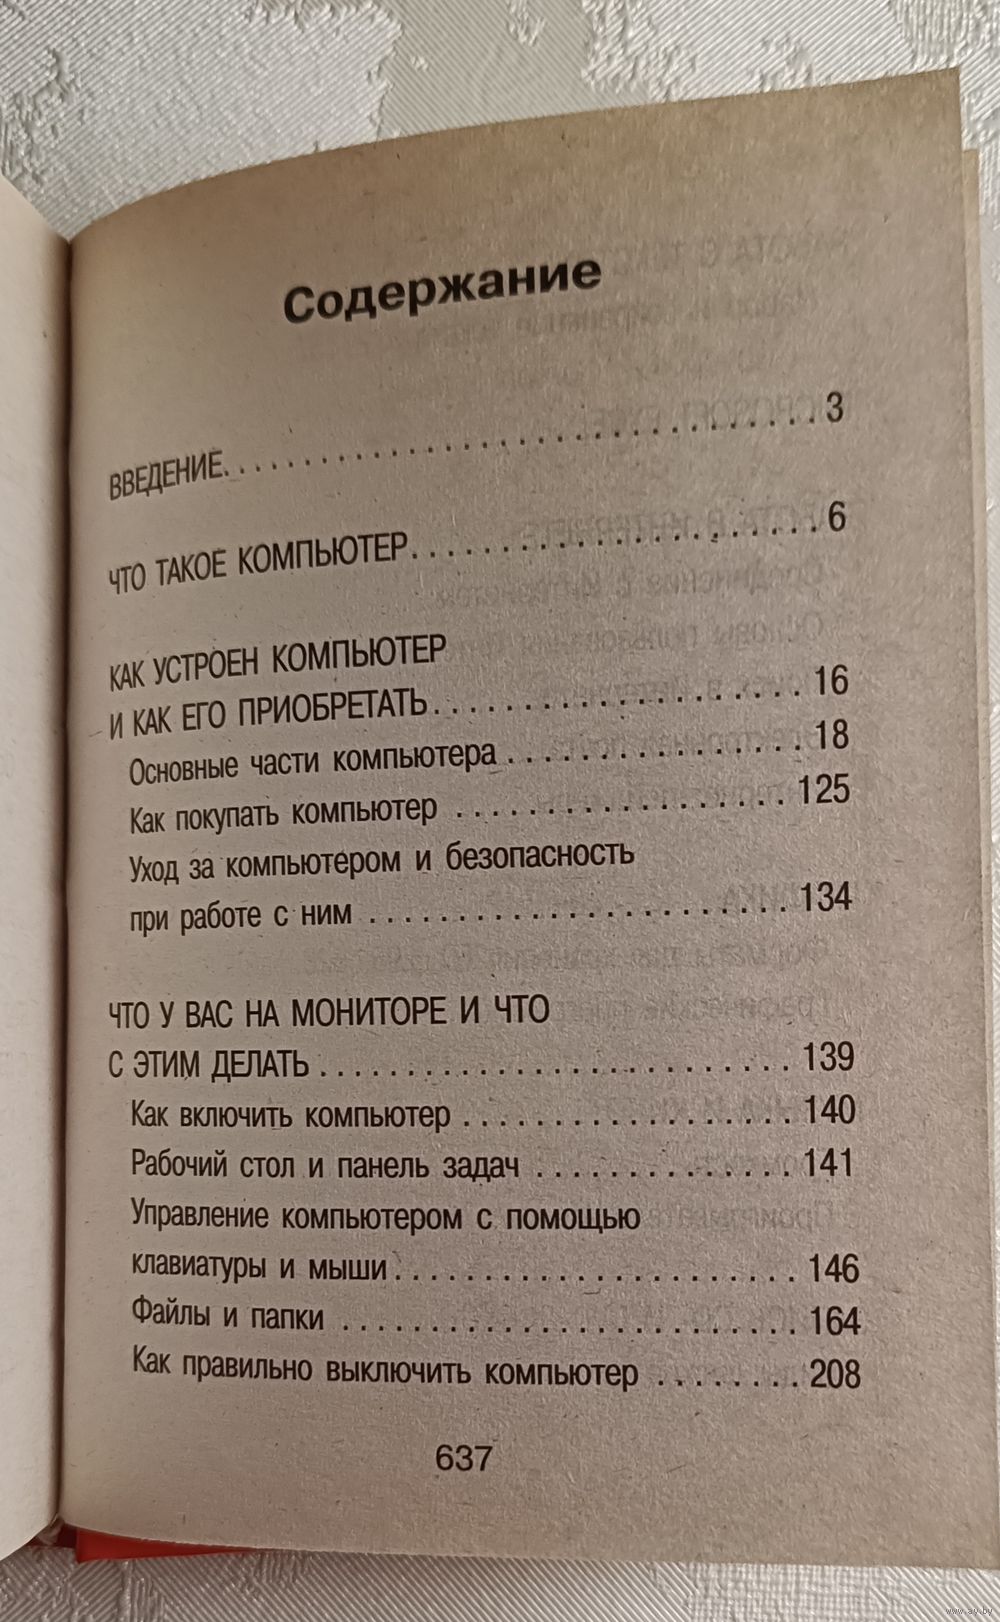 Содержание
ВВЕДЕНИЕ. . . . . . . . . . . . . . . . . . . . . . . . . . . . . . . . . 3
ЧТО ТАКОЕ КОМПЬЮТЕР. . . . . . . . . . . . . . . . . . . . . . . 6
КАК УСТРОЕН КОМПЬЮТЕР
И КАК ЕГО ПРИОБРЕТАТЬ . . . . . . . . . . . . . . . . . . . . 16
Основные части компьютера . . . . . . . . . . . . . . . . 18
Как покупать компьютер . . . . . . . . . . . . . . . . . . 125
Уход за компьютером и безопасность
при работе с ним . . . . . . . . . . . . . . . . . . . . . . . 134
ЧТО У ВАС НА МОНИТОРЕ И ЧТО
С ЭТИМ ДЕЛАТЬ . . . . . . . . . . . . . . . . . . . . . . . . . . 139
Как включить компьютер . . . . . . . . . . . . . . . . . . 140
Рабочий стол и панель задач . . . . . . . . . . . . . . 141
Управление компьютером с помощью
клавиатуры и мыши. . . . . . . . . . . . . . . . . . . . . . 146
Файлы и папки . . . . . . . . . . . . . . . . . . . . . . . . . 164
Как правильно выключить компьютер . . . . . . . . 208
637
www.ay.by